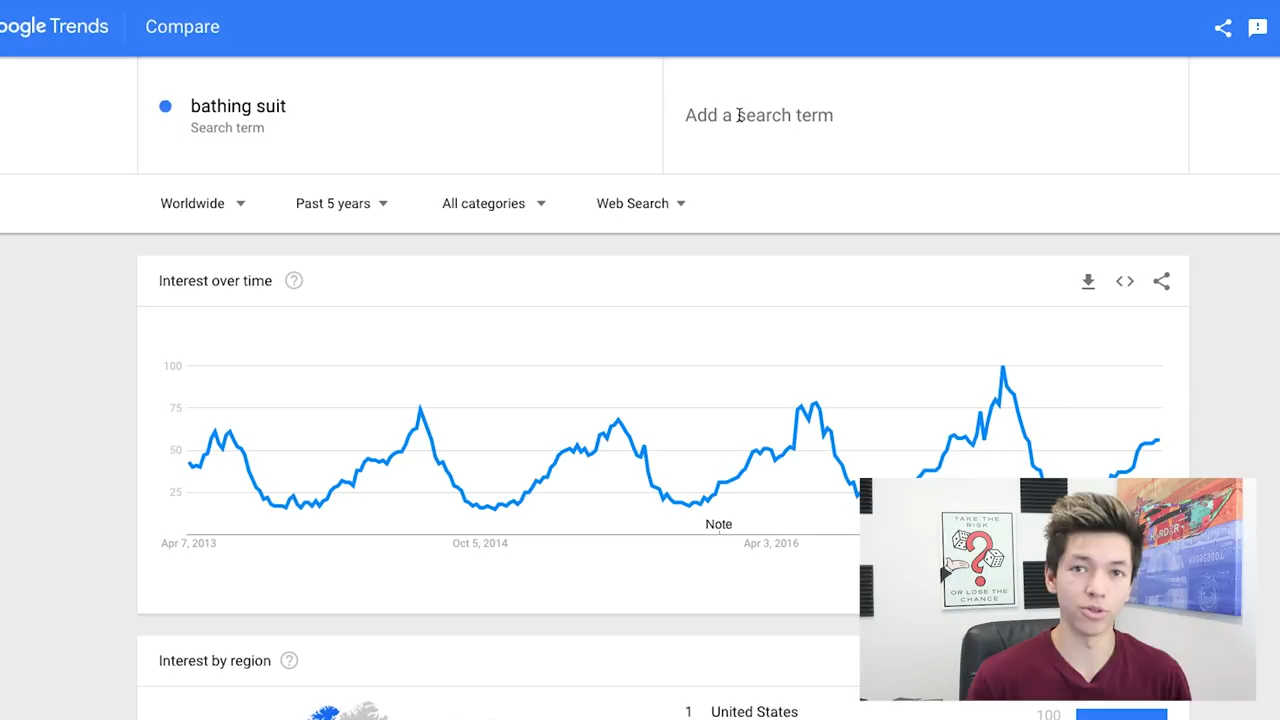 oogle Trends
Compare
bathing suit
Search term
Add a search term
Worldwide
Past 5 years
All categories
Web Search
Interest over time
100
75
50
25
Note
Apr 7, 2013
Oct 5, 2014
Apr 3, 2016
TAKE THE
RISK
OR LOSE THE
CHANCE
Interest by region
1 United States
100